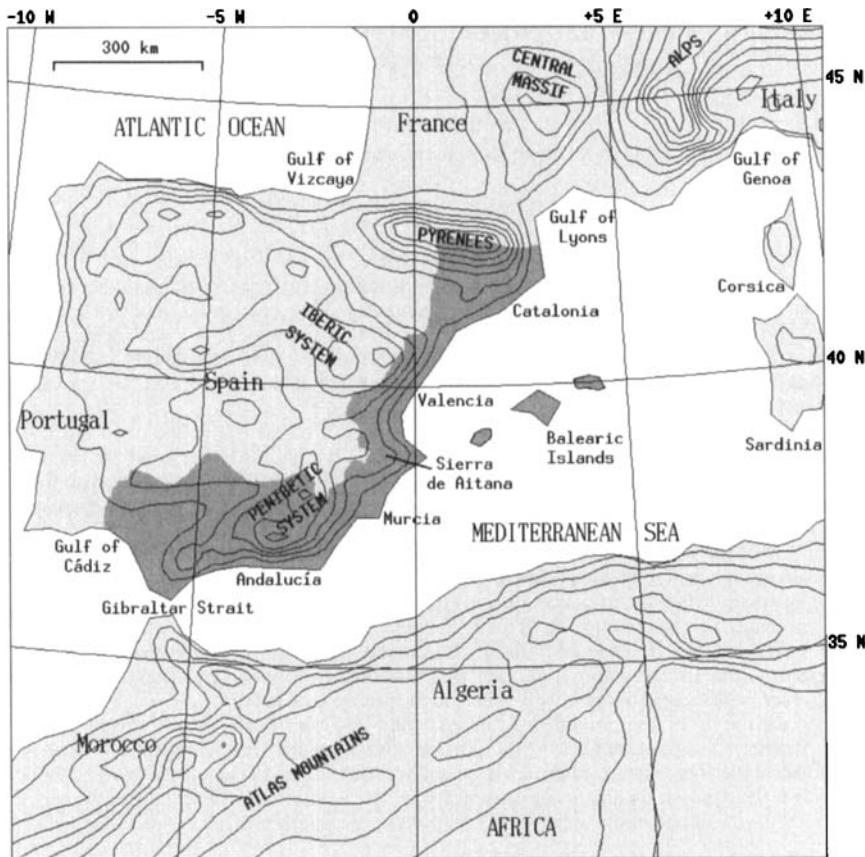 -10 W
-5 W
0
+5 E
+10 E
300 km
ALPS
CENTRAL
MASSIF
45 N
Italy
ATLANTIC OCEAN
France
Gulf of
Vizcaya
Gulf of
Genoa
Gulf of
Lyons
PYRENEES
Corsica
Catalonia
IBERIC
SYSTEM
40 N
Spain
Valencia
Portugal
Balearic
Islands
Sardinia
Sierra
de Aitana
PENIBETIC
SYSTEM
Murcia
MEDITERRANEAN SEA
Gulf of
Cádiz
Andalucía
Gibraltar Strait
35 N
Algeria
Morocco
ATLAS MOUNTAINS
AFRICA